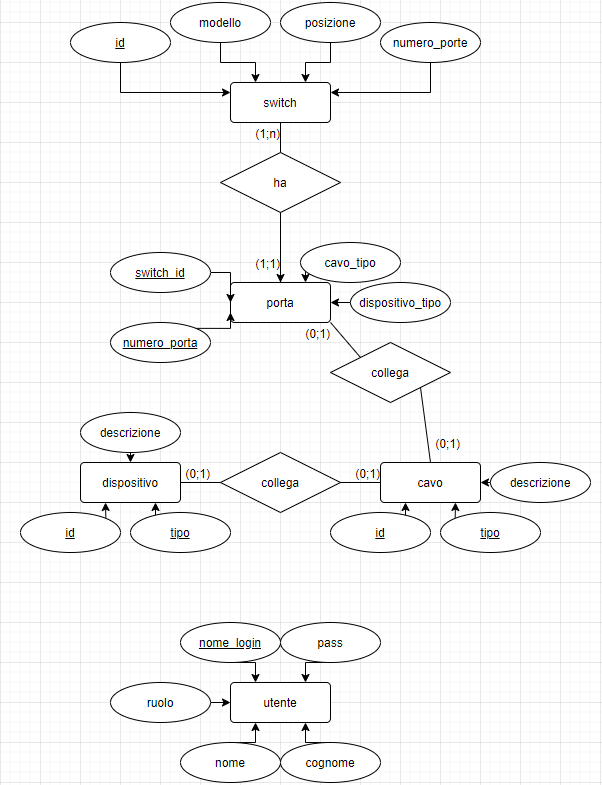 modello
posizione
id
numero_porte
switch
(1;n)
ha
(1;1)
cavo_tipo
switch_id
porta
dispositivo_tipo
(0;1)
numero_porta
collega
descrizione
(0;1)
(0;1)
(0;1)
dispositivo
collega
cavo
descrizione
id
tipo
id
tipo
nome_login
pass
ruolo
utente
nome
cognome